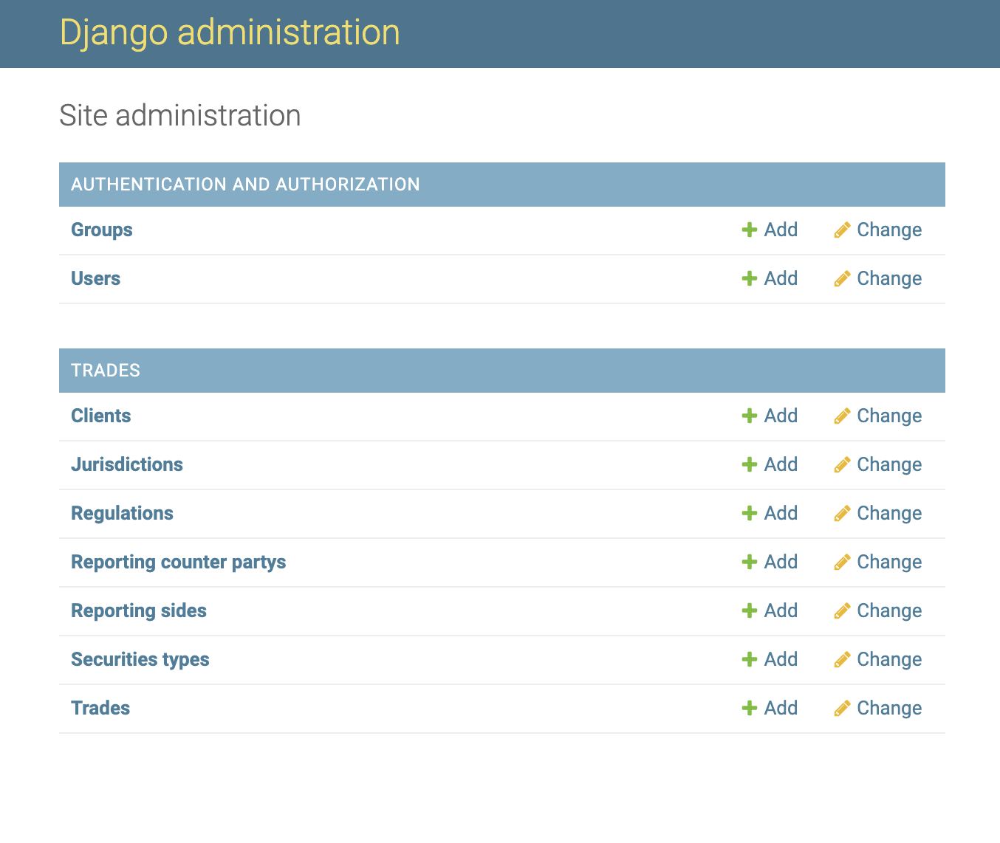 Django administration
Site administration
AUTHENTICATION AND AUTHORIZATION
Groups Add Change
Users Add Change
TRADES
Clients Add Change
Jurisdictions Add Change
Regulations Add Change
Reporting counter partys Add Change
Reporting sides Add Change
Securities types Add Change
Trades Add Change